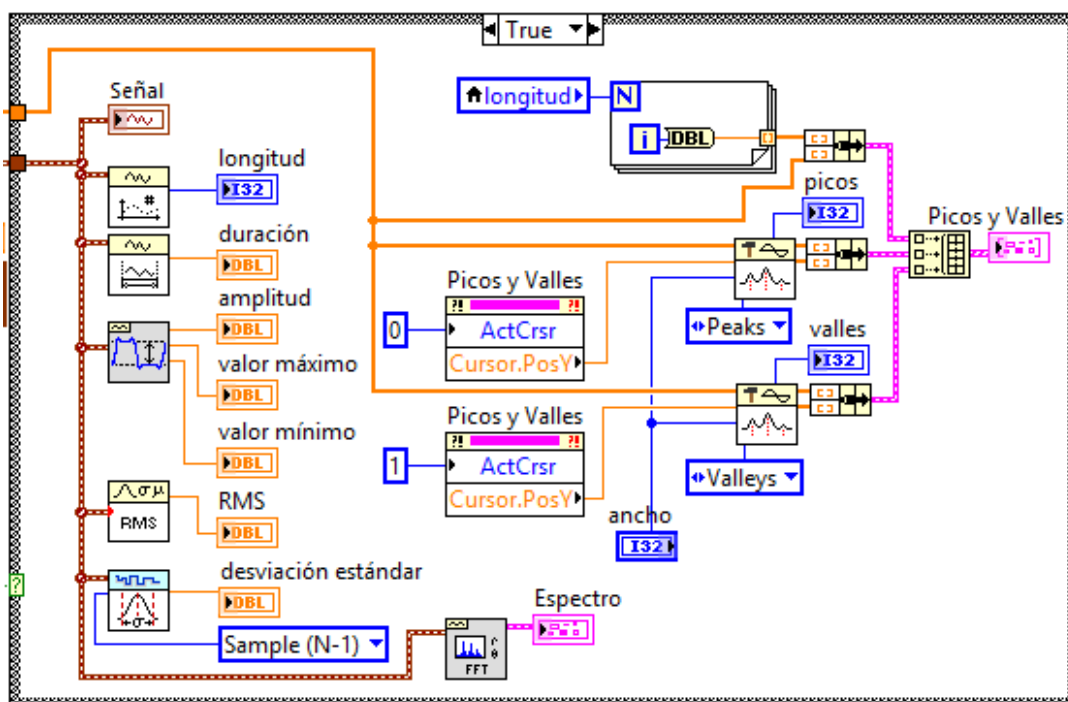 True
Señal
longitud
N
i
DBL
longitud
#
I32
picos
I32
Picos y Valles
duración
DBL
Picos y Valles
?!
?!
0
ActCrsr
Cursor.PosY
Peaks
amplitud
DBL
valor máximo
DBL
valor mínimo
DBL
valles
I32
Picos y Valles
?!
?!
1
ActCrsr
Cursor.PosY
Valleys
σμ
RMS
RMS
DBL
ancho
I32
?
σ
desviación estándar
DBL
Sample (N-1)
Espectro
FFT